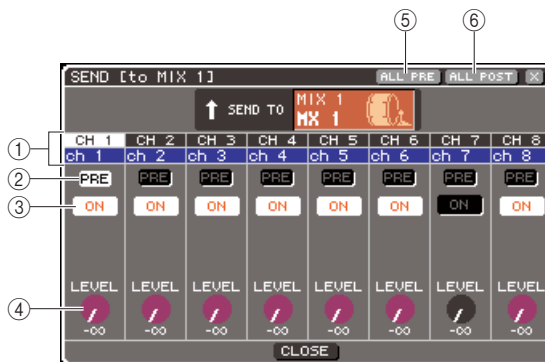 ⑤ ⑥
SEND [to MIX 1] ALL PRE ALL POST X
↑ SEND TO MIX 1
MX 1
① CH 1 CH 2 CH 3 CH 4 CH 5 CH 6 CH 7 CH 8
ch 1 ch 2 ch 3 ch 4 ch 5 ch 6 ch 7 ch 8
② PRE PRE PRE PRE PRE PRE PRE PRE
③ ON ON ON ON ON ON ON ON
LEVEL LEVEL LEVEL LEVEL LEVEL LEVEL LEVEL LEVEL
④
-∞ -∞ -∞ -∞ -∞ -∞ -∞ -∞
CLOSE